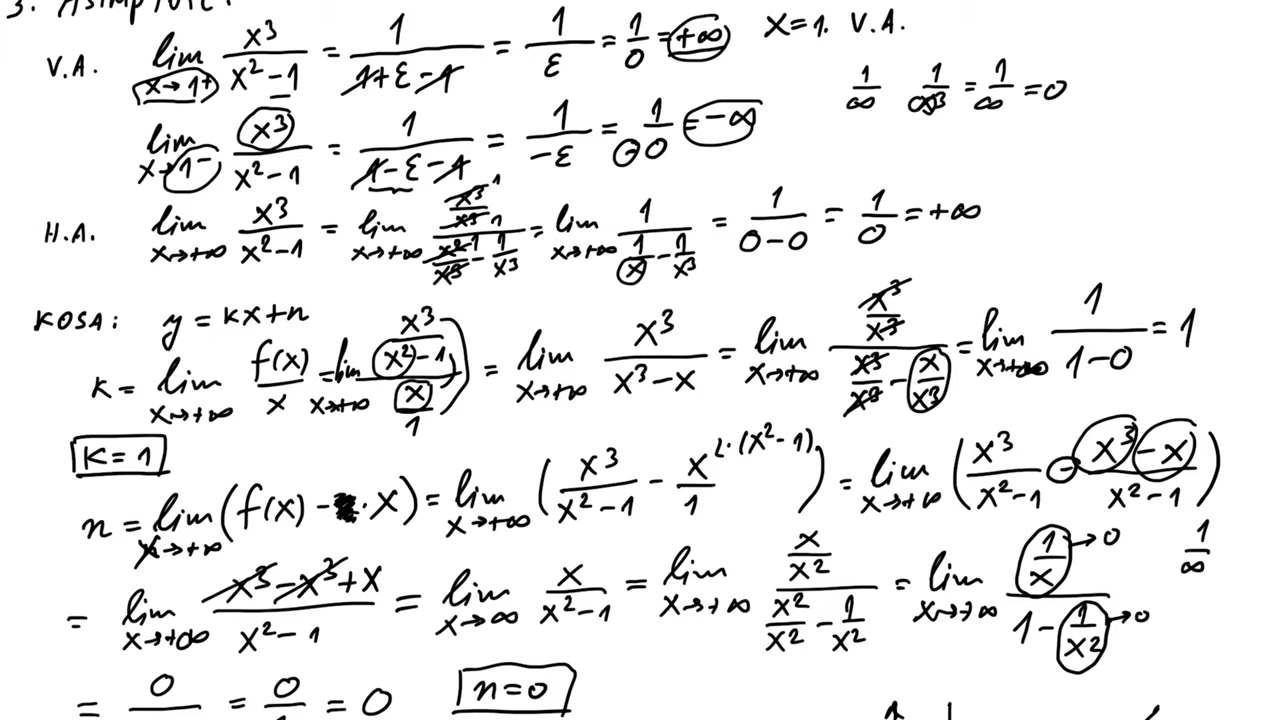 3. ASIMPTOTE:
V.A. lim x→1+ x³/(x²-1) = 1/(1+ε-1) = 1/ε = 1/0 = +∞ x=1. V.A.
1/∞ 1/∞³ = 1/∞ = 0
lim x→1- x³/(x²-1) = 1/(1-ε-1) = 1/-ε = 1/-0 = -∞
H.A. lim x→+∞ x³/(x²-1) = lim x→+∞ (x³/x³)/(x²/x³ - 1/x³) = lim x→+∞ 1/(1/x - 1/x³) = 1/(0-0) = 1/0 = +∞
KOSA: y = kx+n
k = lim x→+∞ f(x)/x = lim x→+∞ (x³/(x²-1))/(x/1) = lim x→+∞ x³/(x³-x) = lim x→+∞ (x³/x³)/(x³/x³ - x/x³) = lim x→+∞ 1/(1-0) = 1
k=1
n = lim x→+∞ (f(x) - · x) = lim x→+∞ (x³/(x²-1) - x/1 ·(x²-1)) = lim x→+∞ (x³/(x²-1) - (x³-x)/(x²-1))
= lim x→+∞ (x³-x³+x)/(x²-1) = lim x→∞ x/(x²-1) = lim x→+∞ (x/x²)/(x²/x² - 1/x²) = lim x→+∞ (1/x →0)/(1 - 1/x² →0) 1/∞
= 0/ = 0/1 = 0 n=0